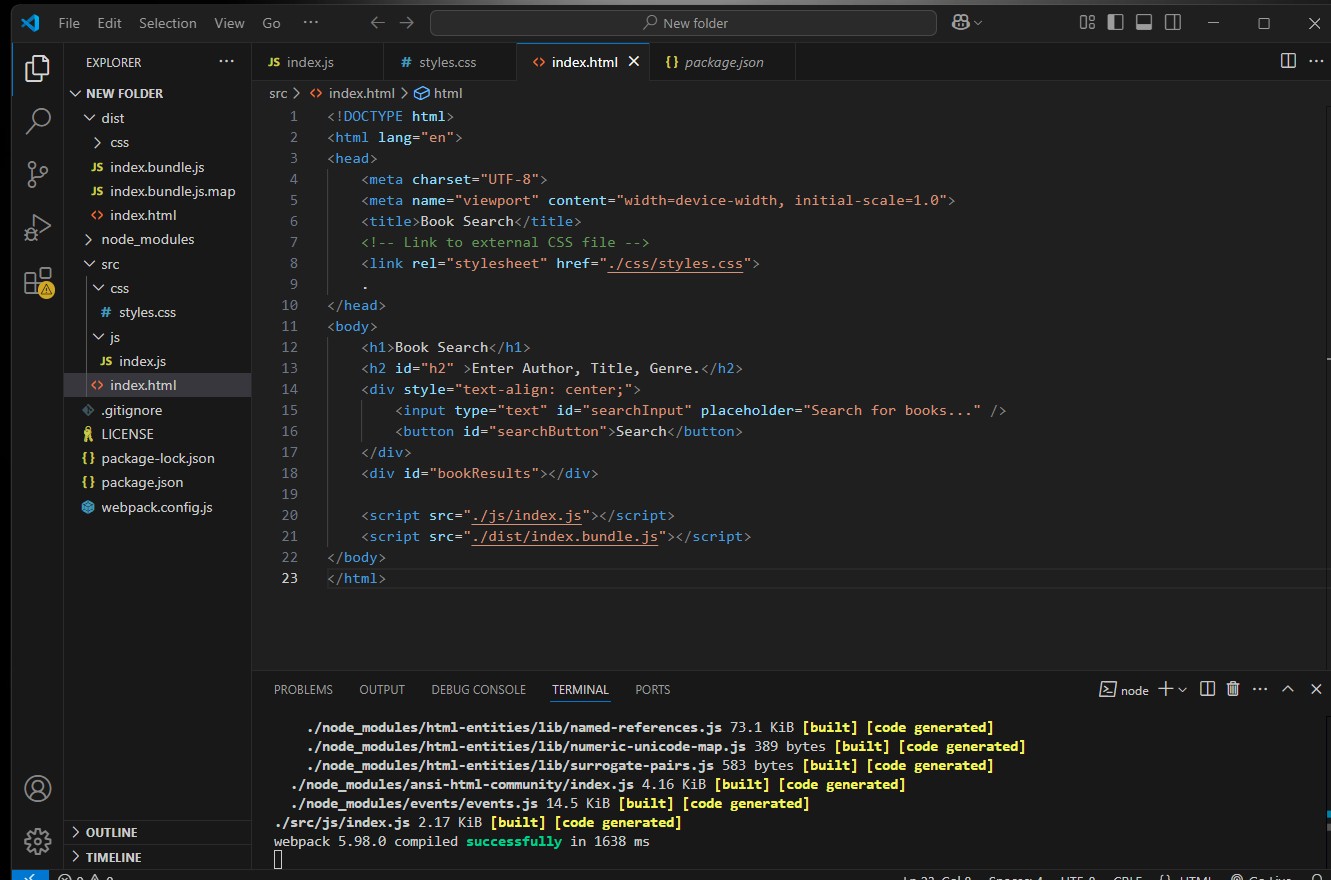 File Edit Selection View Go ··· New folder
EXPLORER ···
NEW FOLDER
dist
css
JS index.bundle.js
JS index.bundle.js.map
<> index.html
node_modules
src
css
# styles.css
js
JS index.js
<> index.html
.gitignore
LICENSE
{} package-lock.json
{} package.json
webpack.config.js
OUTLINE
TIMELINE
JS index.js # styles.css <> index.html {} package.json
src > <> index.html > html
1 <!DOCTYPE html>
2 <html lang="en">
3 <head>
4 <meta charset="UTF-8">
5 <meta name="viewport" content="width=device-width, initial-scale=1.0">
6 <title>Book Search</title>
7 <!-- Link to external CSS file -->
8 <link rel="stylesheet" href="./css/styles.css">
9 .
10 </head>
11 <body>
12 <h1>Book Search</h1>
13 <h2 id="h2" >Enter Author, Title, Genre.</h2>
14 <div style="text-align: center;">
15 <input type="text" id="searchInput" placeholder="Search for books..." />
16 <button id="searchButton">Search</button>
17 </div>
18 <div id="bookResults"></div>
19
20 <script src="./js/index.js"></script>
21 <script src="./dist/index.bundle.js"></script>
22 </body>
23 </html>
PROBLEMS OUTPUT DEBUG CONSOLE TERMINAL PORTS node
./node_modules/html-entities/lib/named-references.js 73.1 KiB [built] [code generated]
./node_modules/html-entities/lib/numeric-unicode-map.js 389 bytes [built] [code generated]
./node_modules/html-entities/lib/surrogate-pairs.js 583 bytes [built] [code generated]
./node_modules/ansi-html-community/index.js 4.16 KiB [built] [code generated]
./node_modules/events/events.js 14.5 KiB [built] [code generated]
./src/js/index.js 2.17 KiB [built] [code generated]
webpack 5.98.0 compiled successfully in 1638 ms